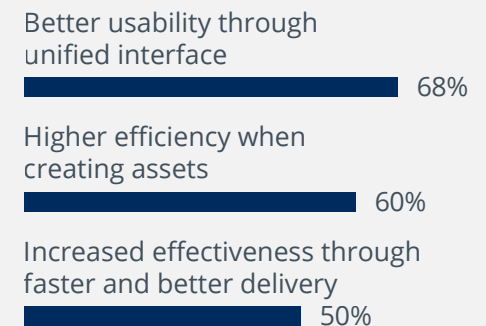 Better usability through
unified interface
68%
Higher efficiency when
creating assets
60%
Increased effectiveness through
faster and better delivery
50%